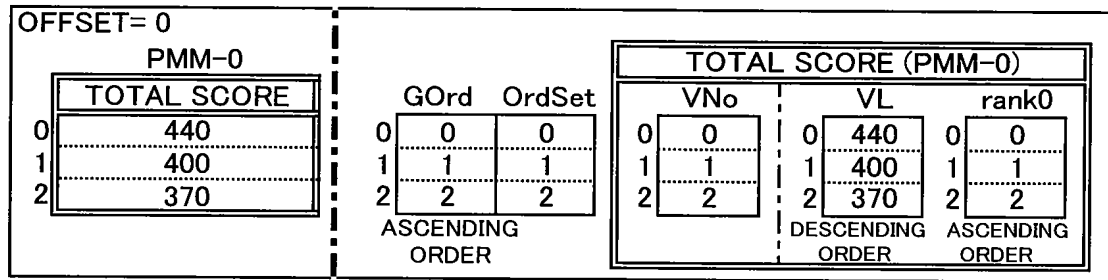 OFFSET= 0
PMM-0
TOTAL SCORE
0 440
1 400
2 370
GOrd OrdSet
0 0 0
1 1 1
2 2 2
ASCENDING
ORDER
TOTAL SCORE (PMM-0)
VNo VL rank0
0 0 0 440 0 0
1 1 1 400 1 1
2 2 2 370 2 2
DESCENDING ASCENDING
ORDER ORDER